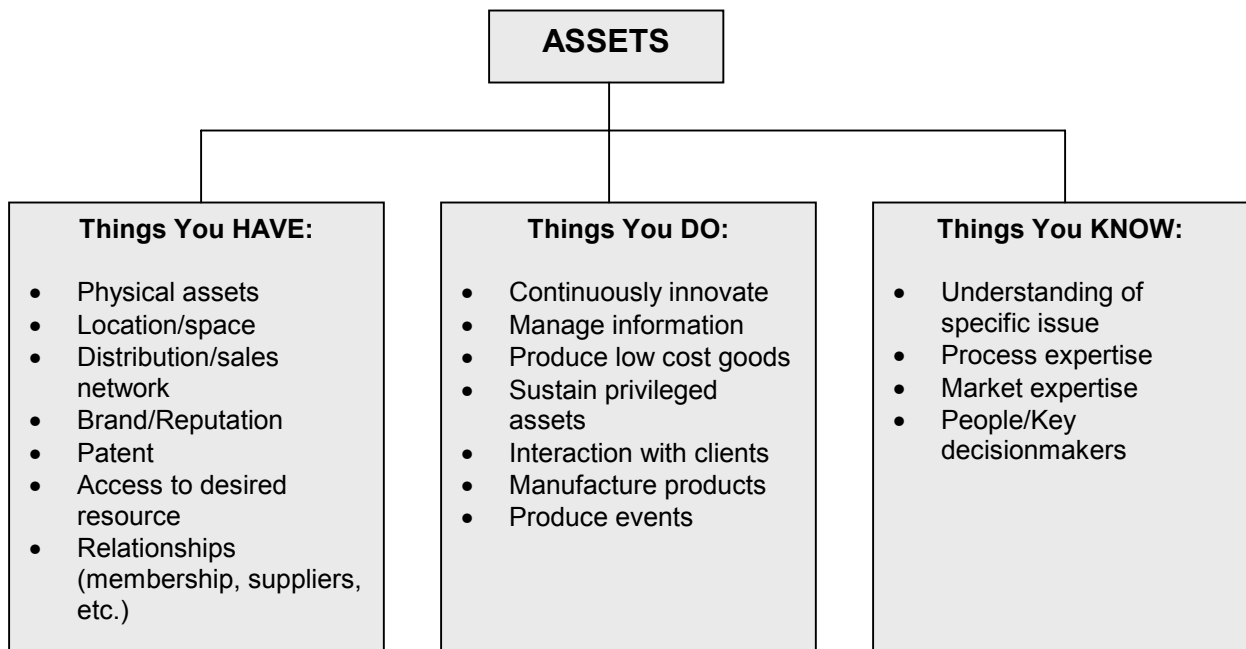 ASSETS
Things You HAVE:
• Physical assets
• Location/space
• Distribution/sales
network
• Brand/Reputation
• Patent
• Access to desired
resource
• Relationships
(membership, suppliers,
etc.)
Things You DO:
• Continuously innovate
• Manage information
• Produce low cost goods
• Sustain privileged
assets
• Interaction with clients
• Manufacture products
• Produce events
Things You KNOW:
• Understanding of
specific issue
• Process expertise
• Market expertise
• People/Key
decisionmakers